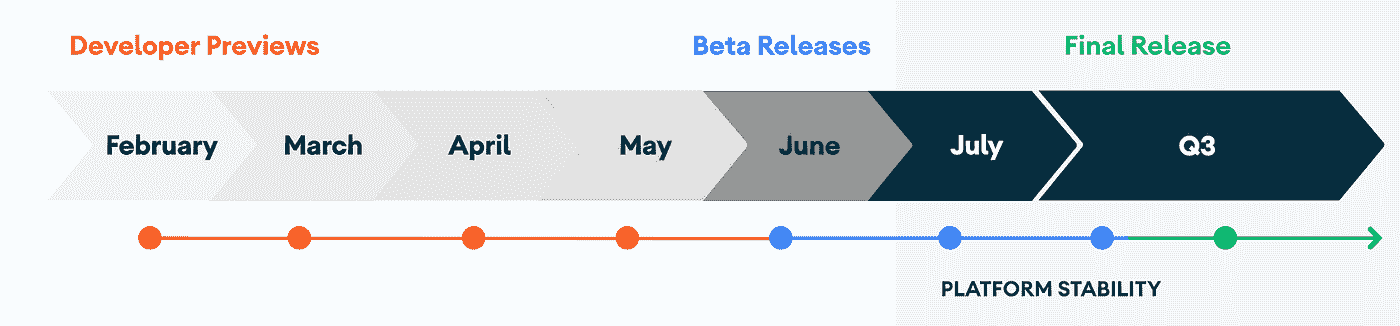 Developer Previews
Beta Releases
Final Release
February
March
April
May
June
July
Q3
PLATFORM STABILITY